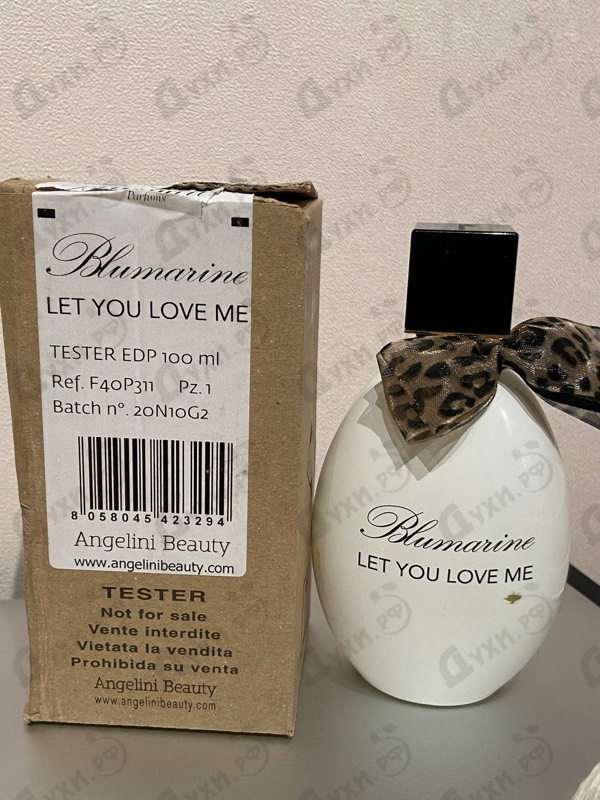 Parfums
Blumarine
LET YOU LOVE ME
TESTER EDP 100 ml
Ref. F40P311 Pz.1
Batch n°. 20N10G2
8 058045 423294
Angelini Beauty
www.angelinibeauty.com
TESTER
Not for sale
Vente interdite
Vietata la vendita
Prohibida su venta
Angelini Beauty
www.angelinibeauty.com
Blumarine
LET YOU LOVE ME
духи.рф